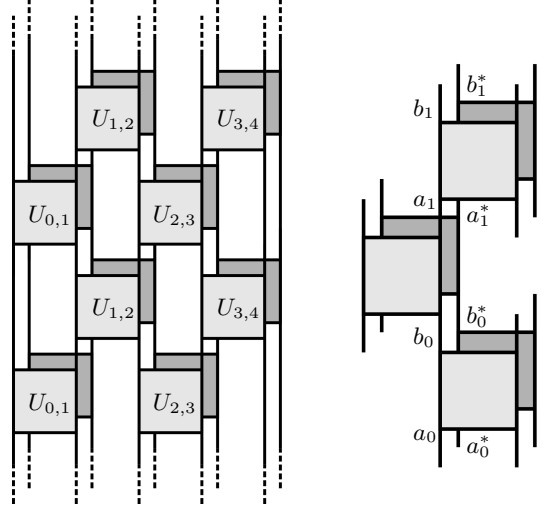 U_{1,2} U_{3,4}
U_{0,1} U_{2,3}
U_{1,2} U_{3,4}
U_{0,1} U_{2,3}
b_1 b_1^*
a_1 a_1^*
b_0 b_0^*
a_0 a_0^*